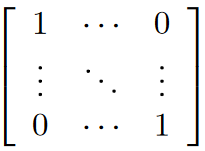 1 ⋯ 0
⋮ ⋱ ⋮
0 ⋯ 1